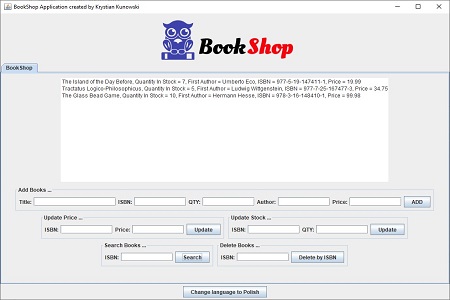 BookShop Application created by Krystian Kunowski
BookShop
BookShop
The Island of the Day Before, Quantity In Stock = 7, First Author = Umberto Eco, ISBN = 977-5-19-147411-1, Price = 19.99
Tractatus Logico-Philosophicus, Quantity In Stock = 5, First Author = Ludwig Wittgenstein, ISBN = 977-7-25-167477-3, Price = 34.75
The Glass Bead Game, Quantity In Stock = 10, First Author = Hermann Hesse, ISBN = 978-3-16-148410-1, Price = 99.98
Add Books ...
Title: ISBN: QTY: Author: Price: ADD
Update Price ... Update Stock ...
ISBN: Price: Update ISBN: QTY: Update
Search Books ... Delete Books ...
ISBN: Search ISBN: Delete by ISBN
Change language to Polish